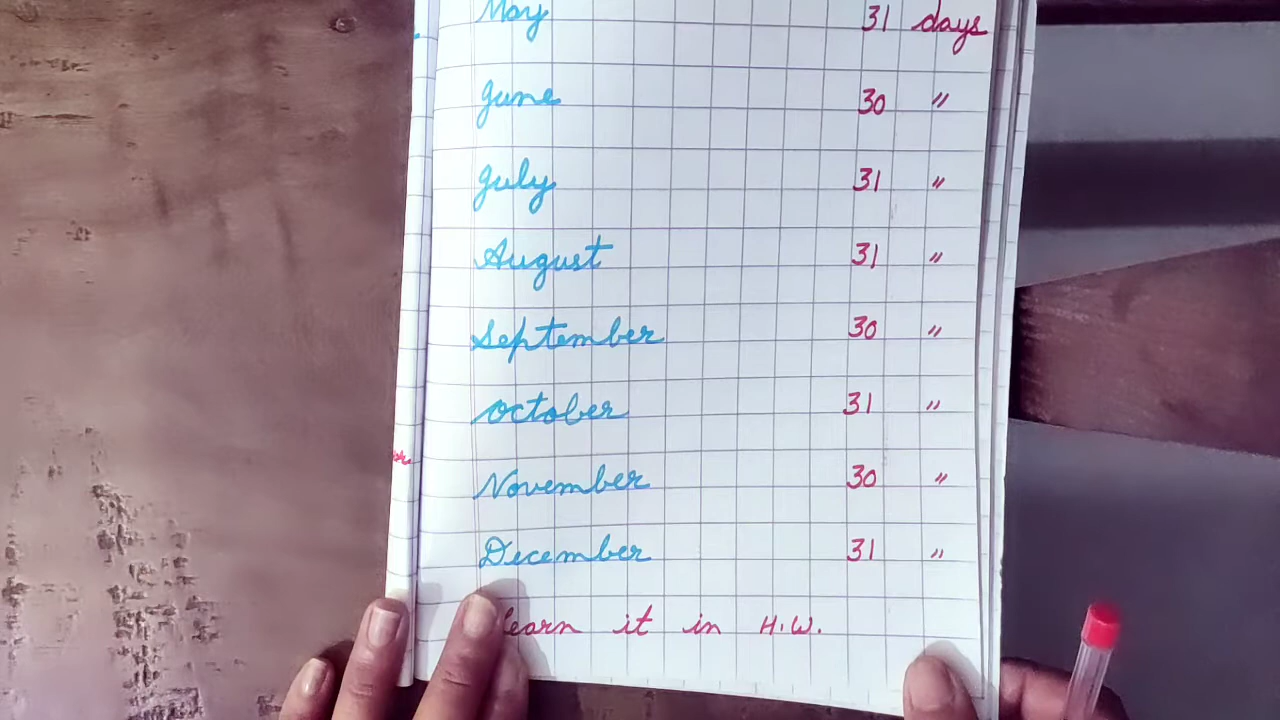 May 31 days
June 30 "
July 31 "
August 31 "
September 30 "
October 31 "
November 30 "
December 31 "
Learn it in H.W.